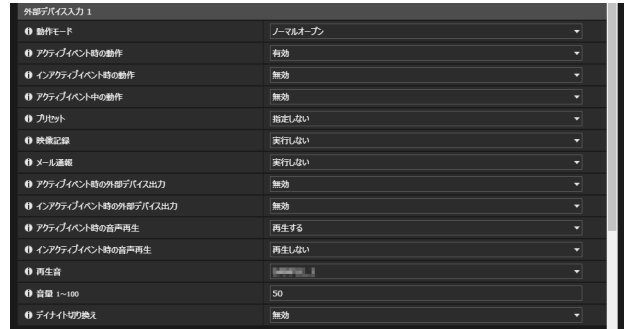 外部デバイス入力 1
動作モード ノーマルオープン
アクティブイベント時の動作 有効
インアクティブイベント時の動作 無効
アクティブイベント中の動作 無効
プリセット 指定しない
映像記録 実行しない
メール通報 実行しない
アクティブイベント時の外部デバイス出力 無効
インアクティブイベント時の外部デバイス出力 無効
アクティブイベント時の音声再生 再生する
インアクティブイベント時の音声再生 再生しない
再生音
音量 1~100 50
デイナイト切り換え 無効